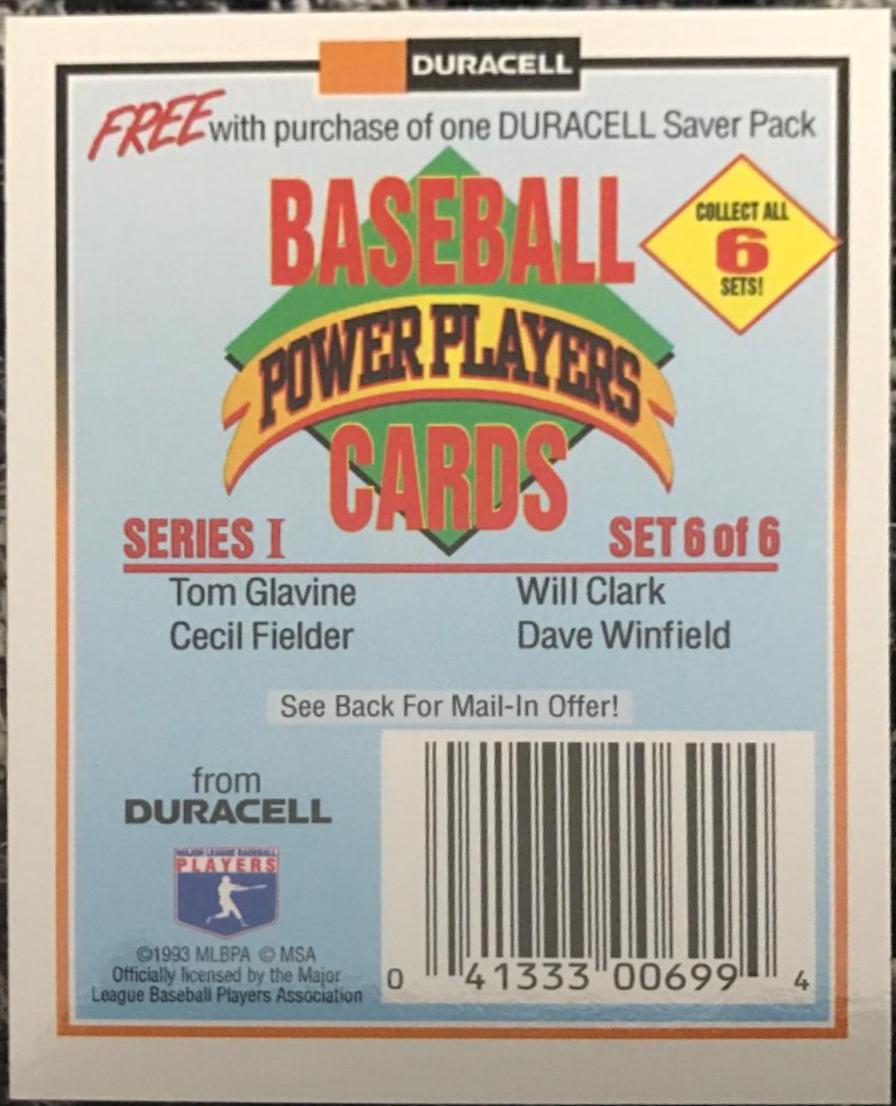 DURACELL
FREE with purchase of one DURACELL Saver Pack
BASEBALL
COLLECT ALL
6
SETS!
POWER PLAYERS
CARDS
SERIES I SET 6 of 6
Tom Glavine Will Clark
Cecil Fielder Dave Winfield
See Back For Mail-In Offer!
from
DURACELL
MAJOR LEAGUE BASEBALL
PLAYERS
©1993 MLBPA © MSA
Officially licensed by the Major
League Baseball Players Association
0 41333 00699 4